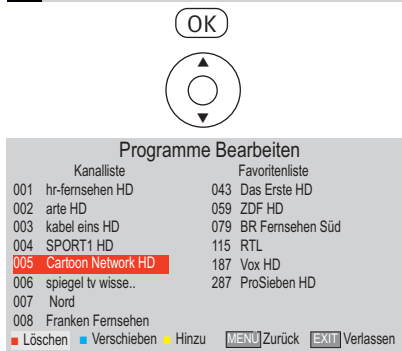 OK
Programme Bearbeiten
Kanalliste Favoritenliste
001 hr-fernsehen HD 043 Das Erste HD
002 arte HD 059 ZDF HD
003 kabel eins HD 079 BR Fernsehen Süd
004 SPORT1 HD 115 RTL
005 Cartoon Network HD 187 Vox HD
006 spiegel tv wisse.. 287 ProSieben HD
007 Nord
008 Franken Fernsehen
Löschen Verschieben Hinzu MENÜ Zurück EXIT Verlassen